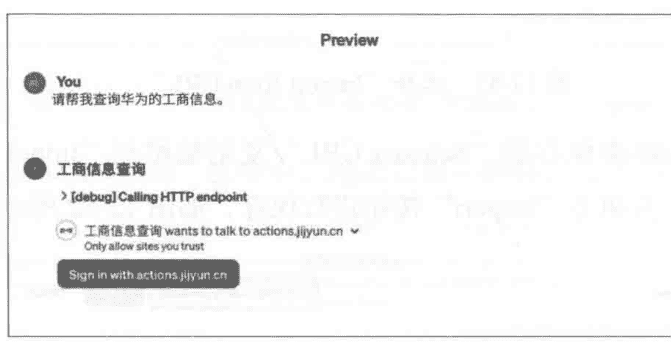 Preview
You
请帮我查询华为的工商信息。
工商信息查询
[debug] Calling HTTP endpoint
工商信息查询 wants to talk to actions.jijyun.cn
Only allow sites you trust
Sign in with actions.jijyun.cn